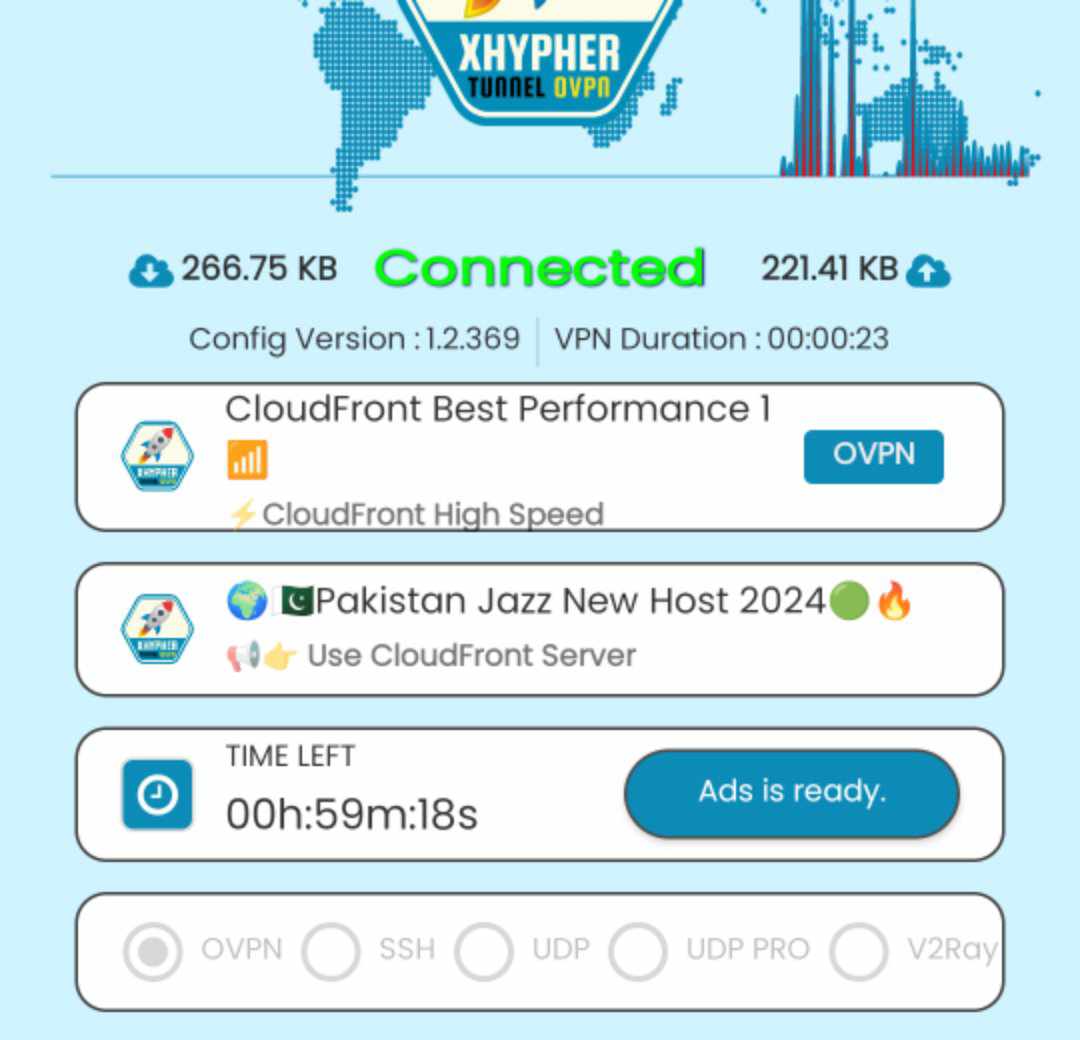 XHYPHER
TUNNEL OVPN
266.75 KB Connected 221.41 KB
Config Version : 1.2.369 VPN Duration : 00:00:23
CloudFront Best Performance 1
📶
OVPN
⚡CloudFront High Speed
🌍🇵🇰Pakistan Jazz New Host 2024🟢🔥
📢👉 Use CloudFront Server
TIME LEFT
00h:59m:18s
Ads is ready.
OVPN SSH UDP UDP PRO V2Ray